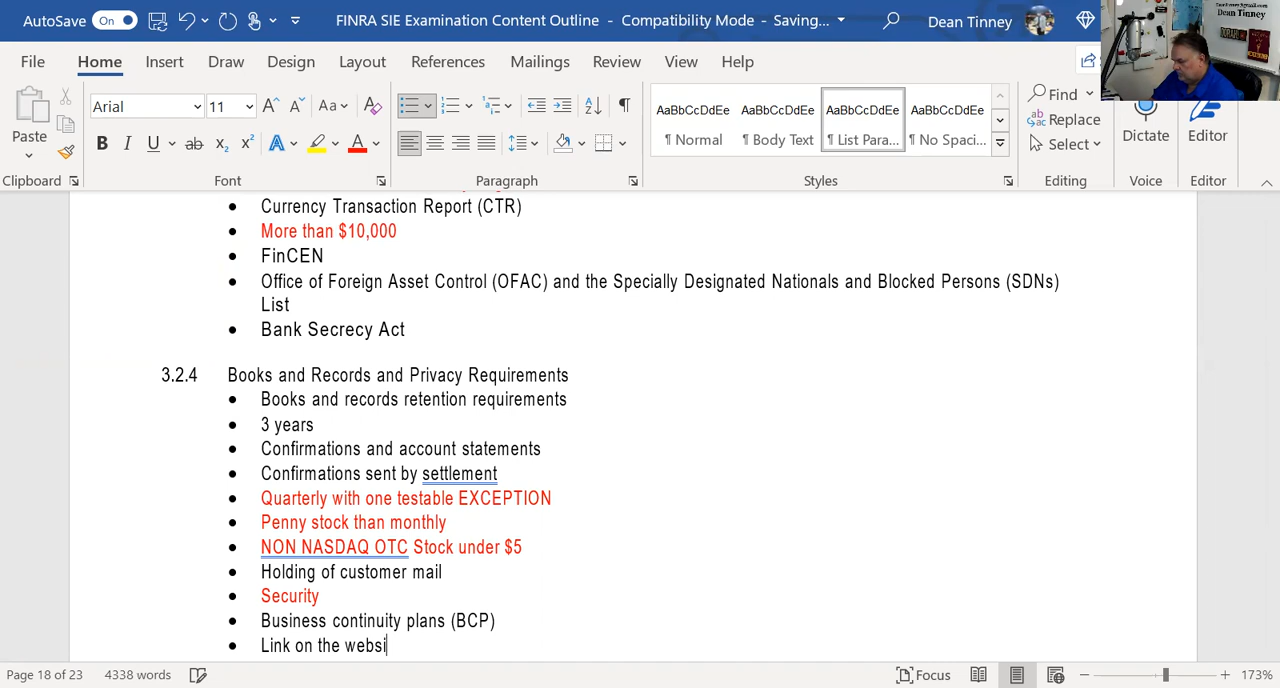 AutoSave On
FINRA SIE Examination Content Outline - Compatibility Mode - Saving...
Dean Tinney
Dean Tinney
File Home Insert Draw Design Layout References Mailings Review View Help
Paste
Arial 11
Aa
AaBbCcDdEe AaBbCcDdEe AaBbCcDdEe AaBbCcDdEe
¶ Normal ¶ Body Text ¶ List Para... ¶ No Spaci...
Find
Replace
Select
Dictate
Editor
Clipboard Font Paragraph Styles Editing Voice Editor
• Currency Transaction Report (CTR)
• More than $10,000
• FinCEN
• Office of Foreign Asset Control (OFAC) and the Specially Designated Nationals and Blocked Persons (SDNs)
List
• Bank Secrecy Act
3.2.4 Books and Records and Privacy Requirements
• Books and records retention requirements
• 3 years
• Confirmations and account statements
• Confirmations sent by settlement
• Quarterly with one testable EXCEPTION
• Penny stock than monthly
• NON NASDAQ OTC Stock under $5
• Holding of customer mail
• Security
• Business continuity plans (BCP)
• Link on the websi
Page 18 of 23 4338 words Focus 173%